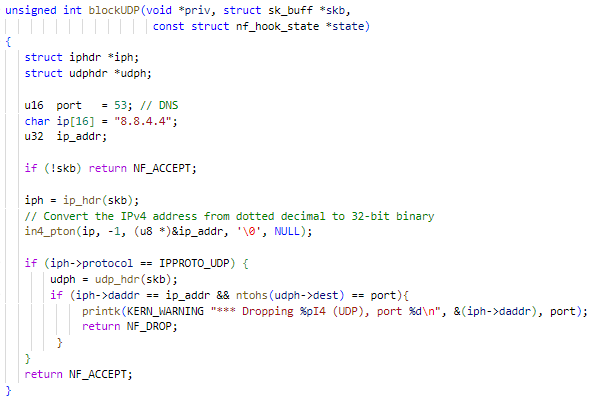 unsigned int blockUDP(void *priv, struct sk_buff *skb,
                      const struct nf_hook_state *state)
{
   struct iphdr *iph;
   struct udphdr *udph;

   u16  port   = 53; // DNS
   char ip[16] = "8.8.4.4";
   u32  ip_addr;

   if (!skb) return NF_ACCEPT;

   iph = ip_hdr(skb);
   // Convert the IPv4 address from dotted decimal to 32-bit binary
   in4_pton(ip, -1, (u8 *)&ip_addr, '\0', NULL);

   if (iph->protocol == IPPROTO_UDP) {
       udph = udp_hdr(skb);
       if (iph->daddr == ip_addr && ntohs(udph->dest) == port){
            printk(KERN_WARNING "*** Dropping %pI4 (UDP), port %d\n", &(iph->daddr), port);
            return NF_DROP;
        }
   }
   return NF_ACCEPT;
}